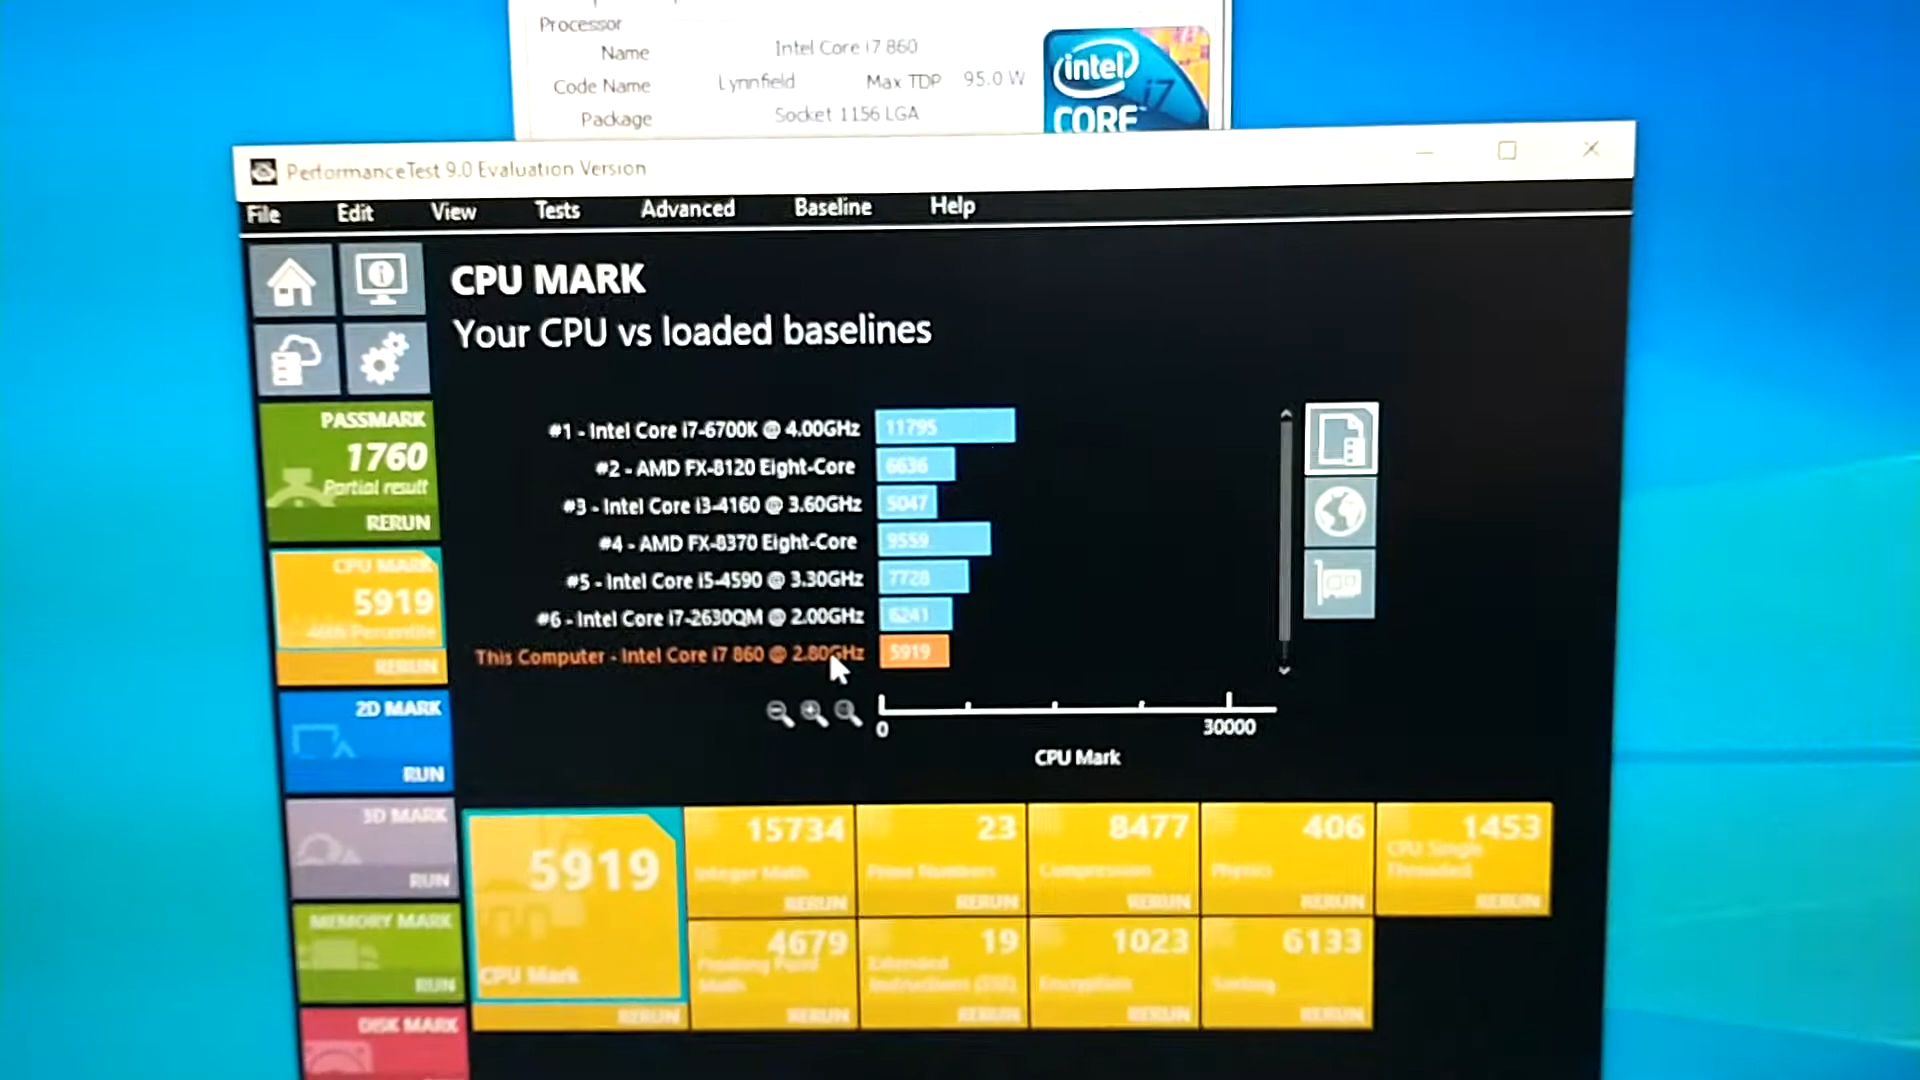 Processor
Name Intel Core i7 860
Code Name Lynnfield Max TDP 95.0 W
Package Socket 1156 LGA
intel
i7
CORE
PerformanceTest 9.0 Evaluation Version
File Edit View Tests Advanced Baseline Help
CPU MARK
Your CPU vs loaded baselines
PASSMARK
1760
Partial result
RERUN
CPU MARK
5919
Percentile
RERUN
2D MARK
RUN
3D MARK
RUN
MEMORY MARK
RUN
DISK MARK
#1 - Intel Core i7-6700K @ 4.00GHz 11795
#2 - AMD FX-8120 Eight-Core 6636
#3 - Intel Core i3-4160 @ 3.60GHz 5047
#4 - AMD FX-8370 Eight-Core 9559
#5 - Intel Core i5-4590 @ 3.30GHz 7728
#6 - Intel Core i7-2630QM @ 2.00GHz 6241
This Computer - Intel Core i7 860 @ 2.80GHz 5919
0 30000
CPU Mark
5919
CPU Mark
RERUN
15734
Integer Math
RERUN
23
Prime Numbers
RERUN
8477
Compression
RERUN
406
Physics
RERUN
1453
CPU Single
Threaded
RERUN
4679
Floating Point
Math
RERUN
19
Extended
Instructions (SSE)
RERUN
1023
Encryption
RERUN
6133
Sorting
RERUN